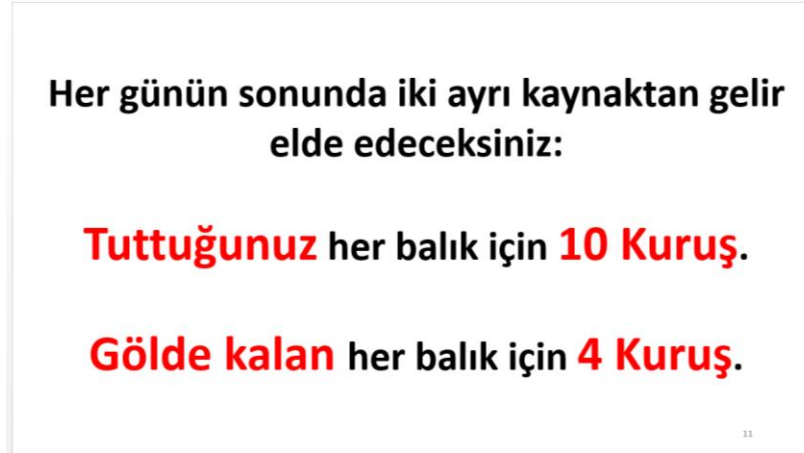 Her günün sonunda iki ayrı kaynaktan gelir
elde edeceksiniz:
Tuttuğunuz her balık için 10 Kuruş.
Gölde kalan her balık için 4 Kuruş.
11